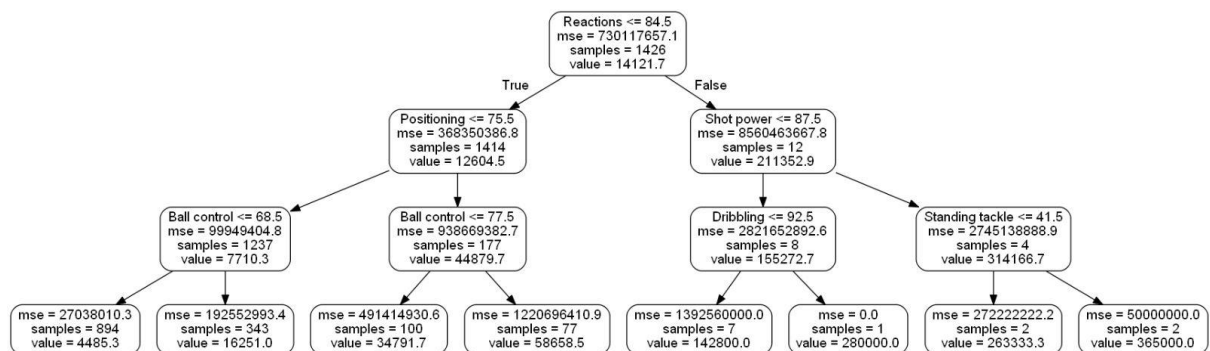 Reactions <= 84.5
mse = 730117657.1
samples = 1426
value = 14121.7
True
False
Positioning <= 75.5
mse = 368350386.8
samples = 1414
value = 12604.5
Shot power <= 87.5
mse = 8560463667.8
samples = 12
value = 211352.9
Ball control <= 68.5
mse = 99949404.8
samples = 1237
value = 7710.3
Ball control <= 77.5
mse = 938669382.7
samples = 177
value = 44879.7
Dribbling <= 92.5
mse = 2821652892.6
samples = 8
value = 155272.7
Standing tackle <= 41.5
mse = 2745138888.9
samples = 4
value = 314166.7
mse = 27038010.3
samples = 894
value = 4485.3
mse = 192552993.4
samples = 343
value = 16251.0
mse = 491414930.6
samples = 100
value = 34791.7
mse = 1220696410.9
samples = 77
value = 58658.5
mse = 1392560000.0
samples = 7
value = 142800.0
mse = 0.0
samples = 1
value = 280000.0
mse = 272222222.2
samples = 2
value = 263333.3
mse = 50000000.0
samples = 2
value = 365000.0